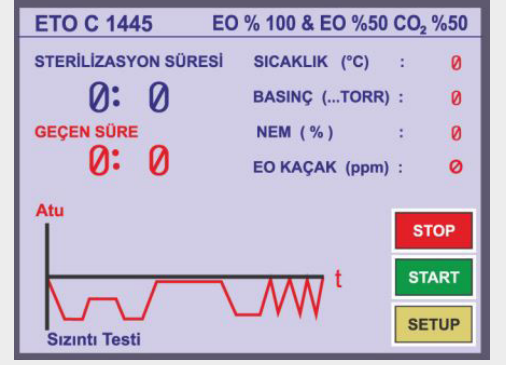 ETO C 1445 EO % 100 & EO %50 CO₂ %50
STERİLİZASYON SÜRESİ
0: 0
GEÇEN SÜRE
0: 0
SICAKLIK (°C) : 0
BASINÇ (...TORR) : 0
NEM (%) : 0
EO KAÇAK (ppm) : 0
Atu
t
Sızıntı Testi
STOP
START
SETUP